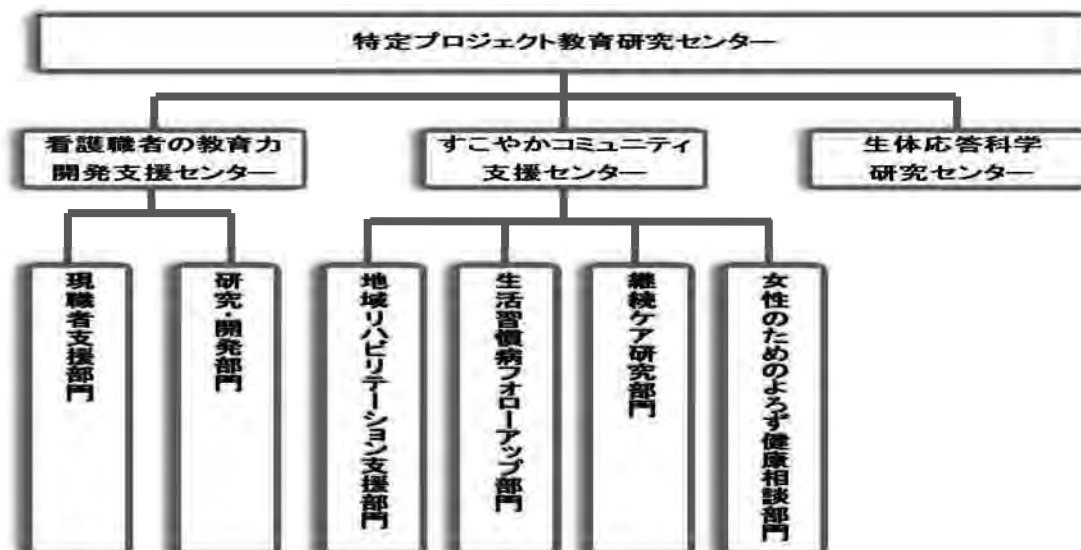 特定プロジェクト教育研究センター
看護職者の教育力
開発支援センター
すこやかコミュニティ
支援センター
生体応答科学
研究センター
現職者支援部門
研究・開発部門
地域リハビリテーション支援部門
生活習慣病フォローアップ部門
継続ケア研究部門
女性のためのよろず健康相談部門